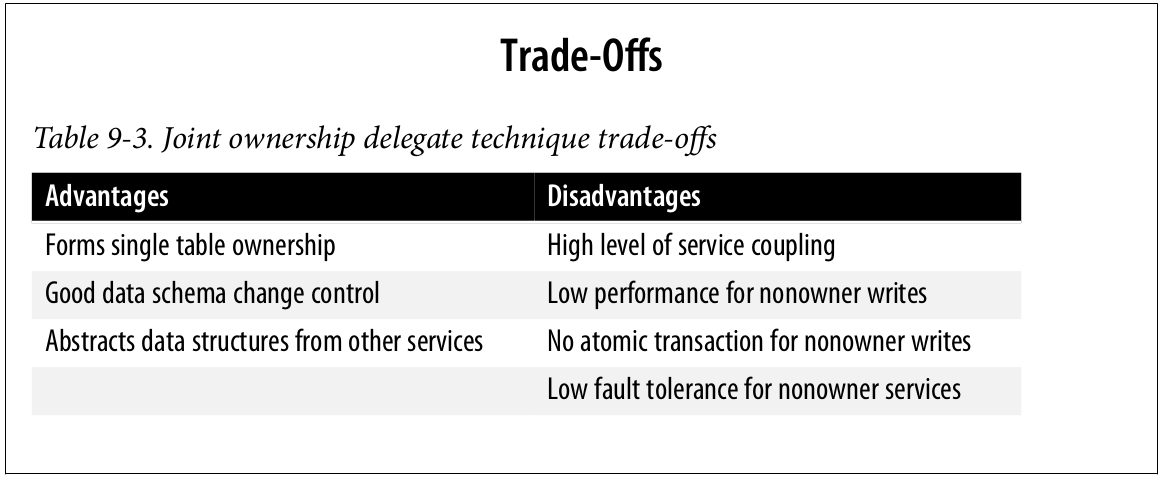 Trade-Offs
Table 9-3. Joint ownership delegate technique trade-offs
Advantages Disadvantages
Forms single table ownership High level of service coupling
Good data schema change control Low performance for nonowner writes
Abstracts data structures from other services No atomic transaction for nonowner writes
Low fault tolerance for nonowner services